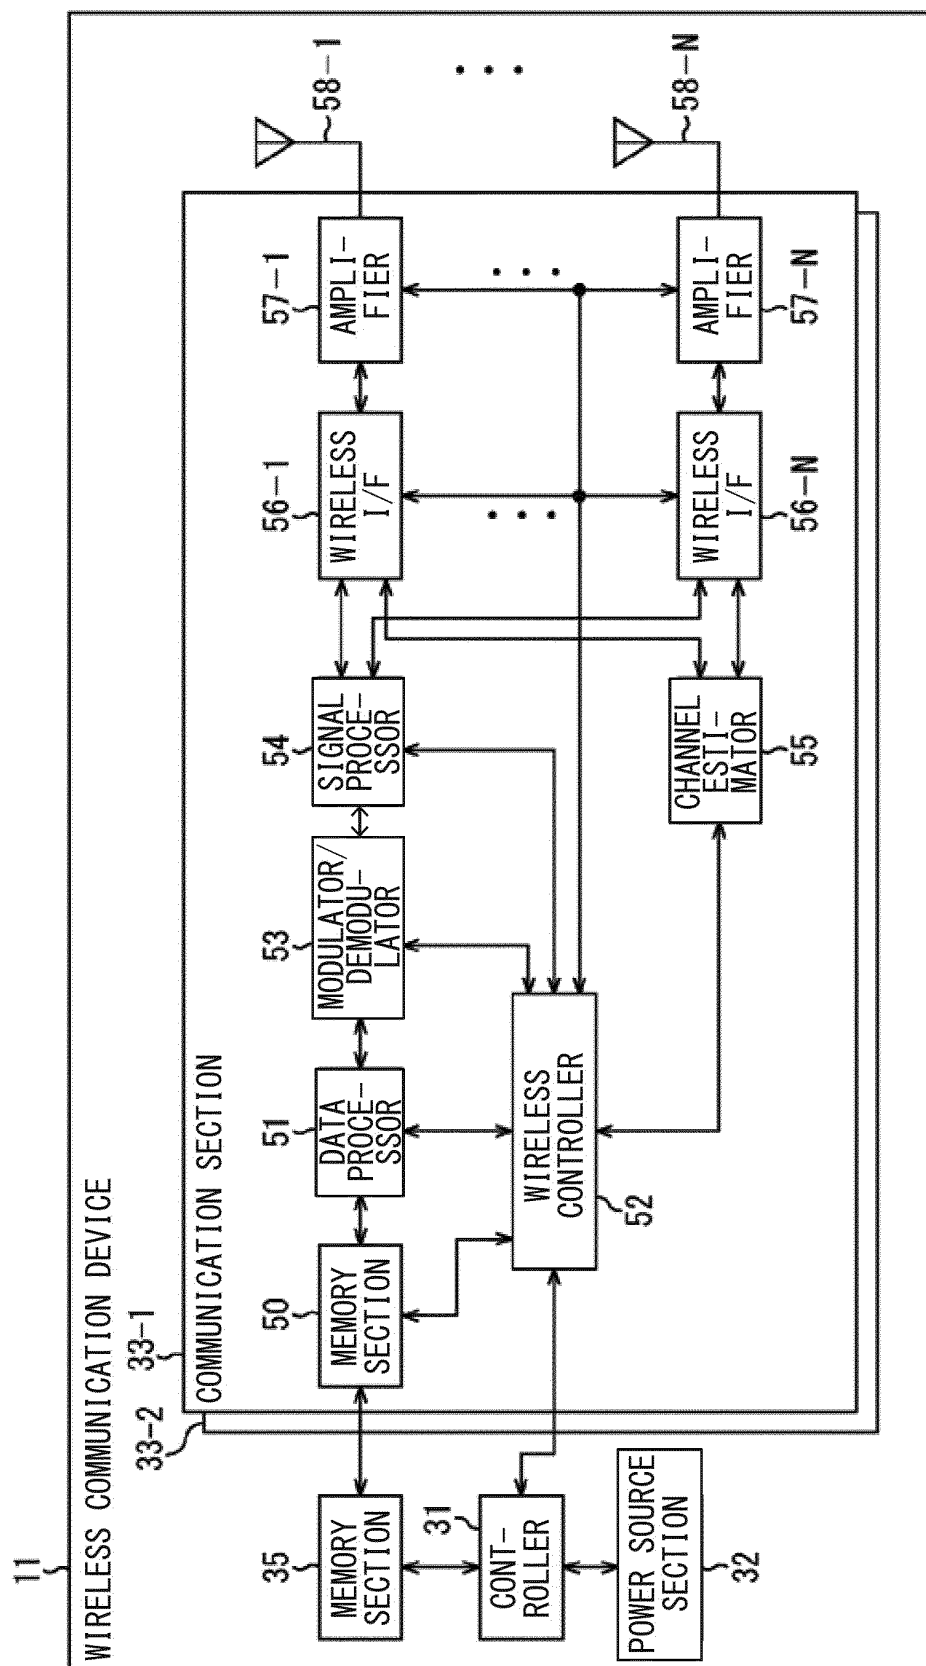 11
WIRELESS COMMUNICATION DEVICE
33-2
33-1
COMMUNICATION SECTION
35
MEMORY
SECTION
50
MEMORY
SECTION
51
DATA
PROCE-
SSOR
53
MODULATOR/
DEMODU-
LATOR
54
SIGNAL
PROCE-
SSOR
56-1
WIRELESS
I/F
57-1
AMPLI-
FIER
58-1
31
CONT-
ROLLER
WIRELESS
CONTROLLER
52
POWER SOURCE
SECTION
32
CHANNEL
ESTI-
MATOR
55
WIRELESS
I/F
56-N
AMPLI-
FIER
57-N
58-N